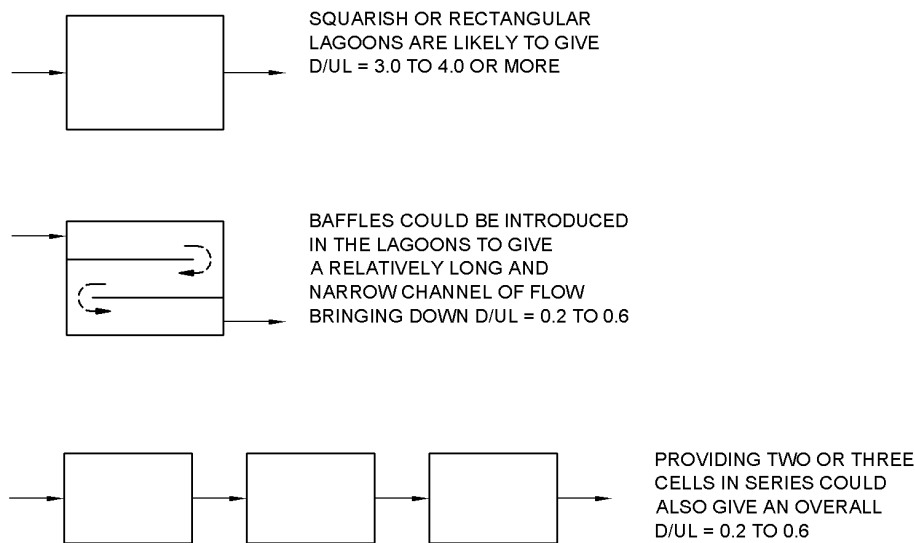 SQUARISH OR RECTANGULAR
LAGOONS ARE LIKELY TO GIVE
D/UL = 3.0 TO 4.0 OR MORE
BAFFLES COULD BE INTRODUCED
IN THE LAGOONS TO GIVE
A RELATIVELY LONG AND
NARROW CHANNEL OF FLOW
BRINGING DOWN D/UL = 0.2 TO 0.6
PROVIDING TWO OR THREE
CELLS IN SERIES COULD
ALSO GIVE AN OVERALL
D/UL = 0.2 TO 0.6